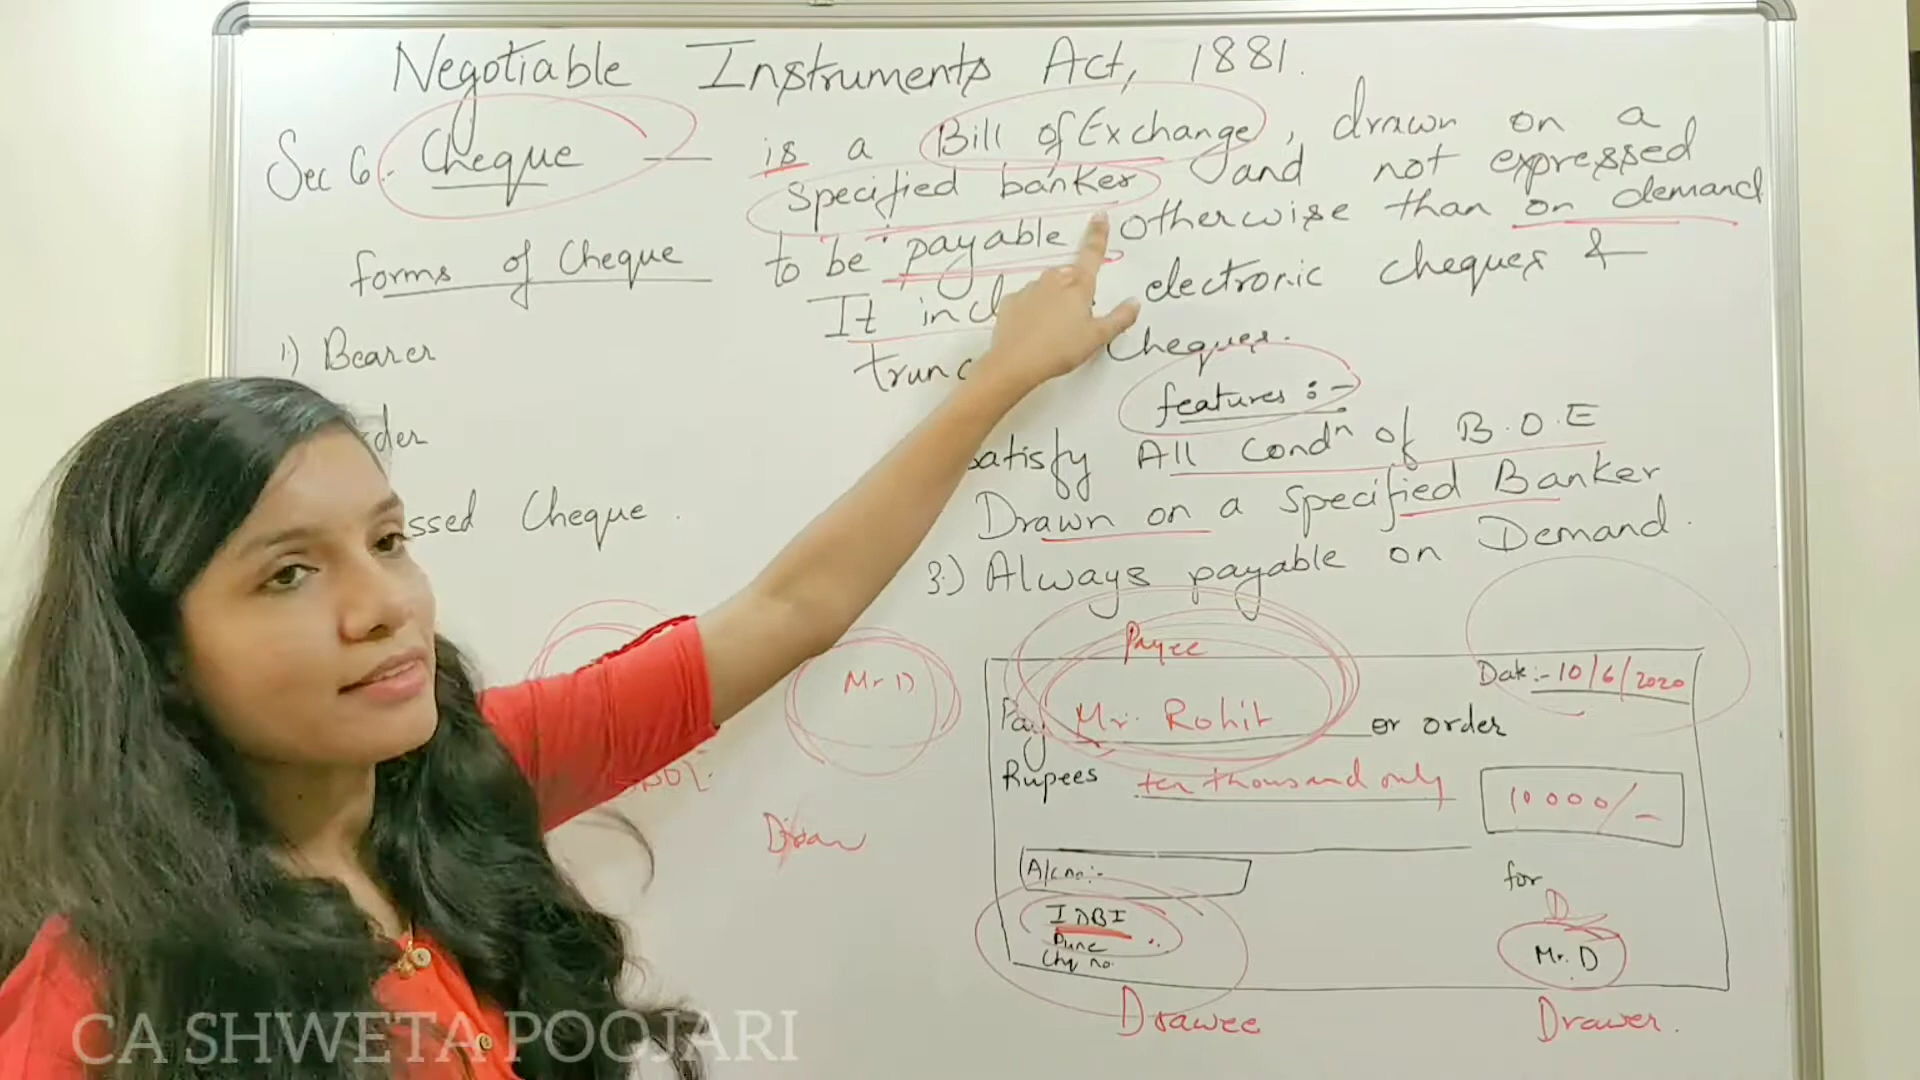 Negotiable Instruments Act, 1881.
Sec 6. Cheque — is a Bill of Exchange, drawn on a
specified banker and not expressed
to be payable otherwise than on demand
It electronic cheques &
Cheques.
forms of Cheque
1.) Bearer
Cheque.
features :-
All Condn of B.O.E
Drawn on a specified Banker
3.) Always payable on Demand.
Payee
Date:- 10/6/2020
Pay Mr. Rohit or order
Rupees ten thousand only
10000/-
A/c no:-
for
D
IDBI
Pune
Chq no.
Mr. D
Drawee
Drawer.
Mr D
CA SHWETA POOJARI